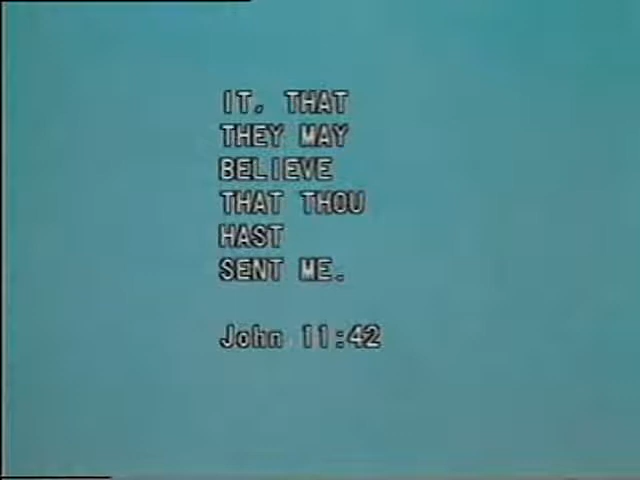 IT, THAT
THEY MAY
BELIEVE
THAT THOU
HAST
SENT ME.
John 11:42